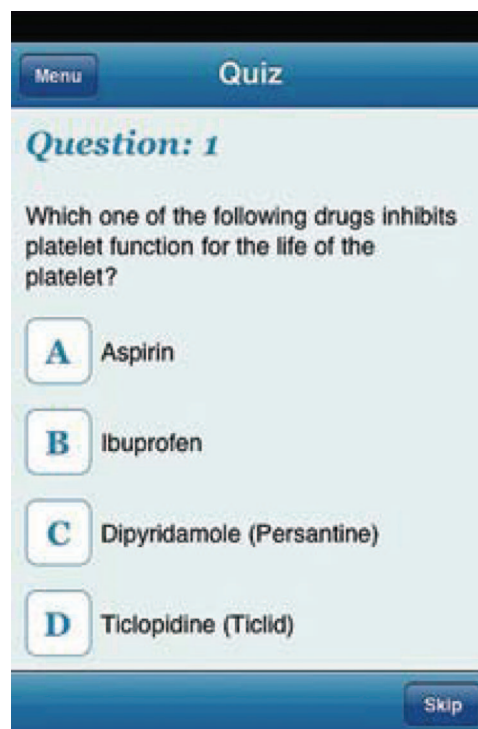 Menu
Quiz
Question: 1
Which one of the following drugs inhibits
platelet function for the life of the
platelet?
A Aspirin
B Ibuprofen
C Dipyridamole (Persantine)
D Ticlopidine (Ticlid)
Skip